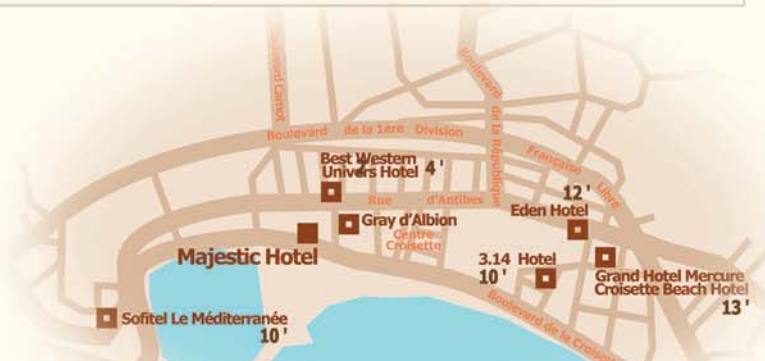 Boulevard Carnot
Boulevard de la République
Boulevard de la 1ère Division Française Libre
Best Western
Univers Hotel 4 '
Rue d'Antibes
12 '
Eden Hotel
Gray d'Albion
Centre
Croisette
Majestic Hotel
3.14 Hotel
10 '
Grand Hotel Mercure
Croisette Beach Hotel
13 '
Boulevard de la Croisette
Sofitel Le Méditerranée
10 '